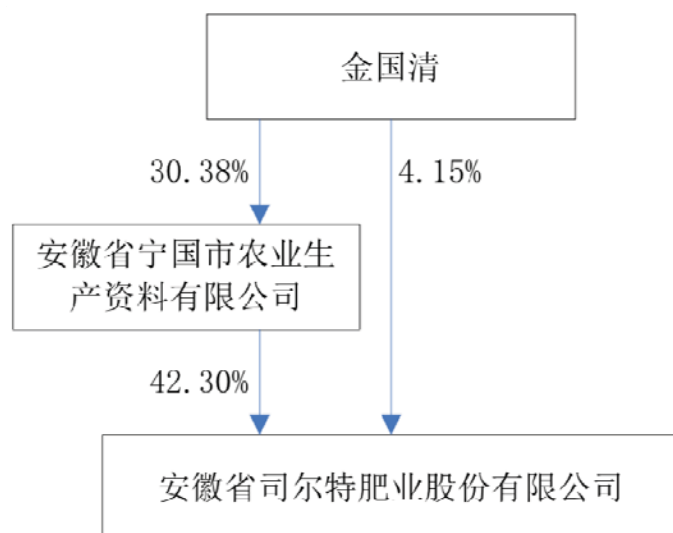 金国清
30.38%
4.15%
安徽省宁国市农业生
产资料有限公司
42.30%
安徽省司尔特肥业股份有限公司